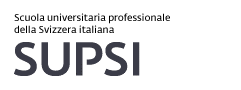 Scuola universitaria professionale
della Svizzera italiana
SUPSI